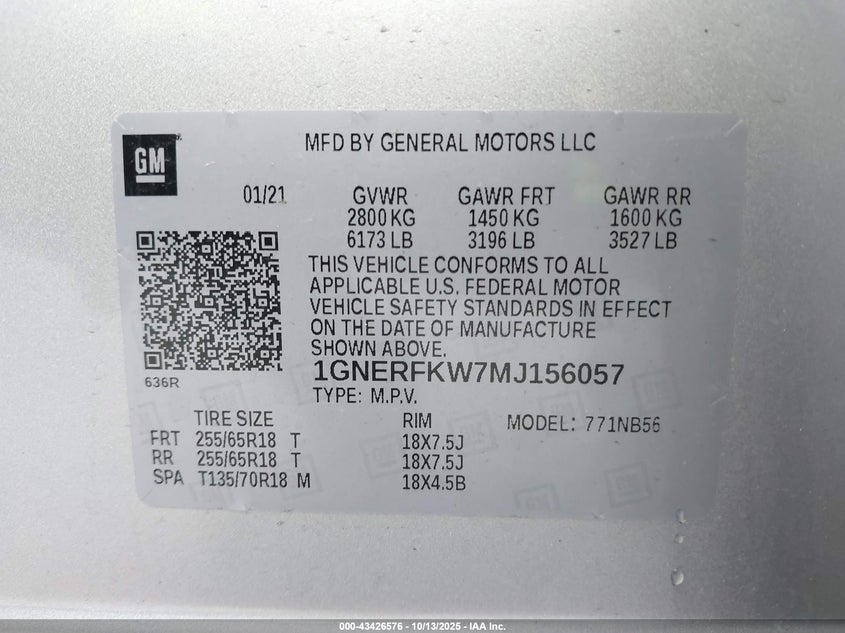 GM
MFD BY GENERAL MOTORS LLC
01/21 GVWR GAWR FRT GAWR RR
2800 KG 1450 KG 1600 KG
6173 LB 3196 LB 3527 LB
THIS VEHICLE CONFORMS TO ALL
APPLICABLE U.S. FEDERAL MOTOR
VEHICLE SAFETY STANDARDS IN EFFECT
ON THE DATE OF MANUFACTURE
SHOWN ABOVE.
636R
1GNERFKW7MJ156057
TYPE: M.P.V.
TIRE SIZE RIM MODEL: 771NB56
FRT 255/65R18 T 18X7.5J
RR 255/65R18 T 18X7.5J
SPA T135/70R18 M 18X4.5B
000-43426576 | 10/13/2025 - IAA Inc.